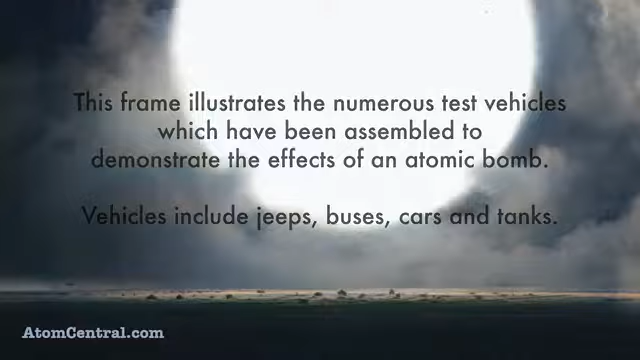 This frame illustrates the numerous test vehicles
which have been assembled to
demonstrate the effects of an atomic bomb.
Vehicles include jeeps, buses, cars and tanks.
AtomCentral.com